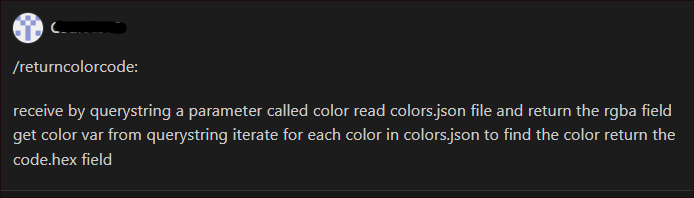 /returncolorcode:
receive by querystring a parameter called color read colors.json file and return the rgba field
get color var from querystring iterate for each color in colors.json to find the color return the
code.hex field